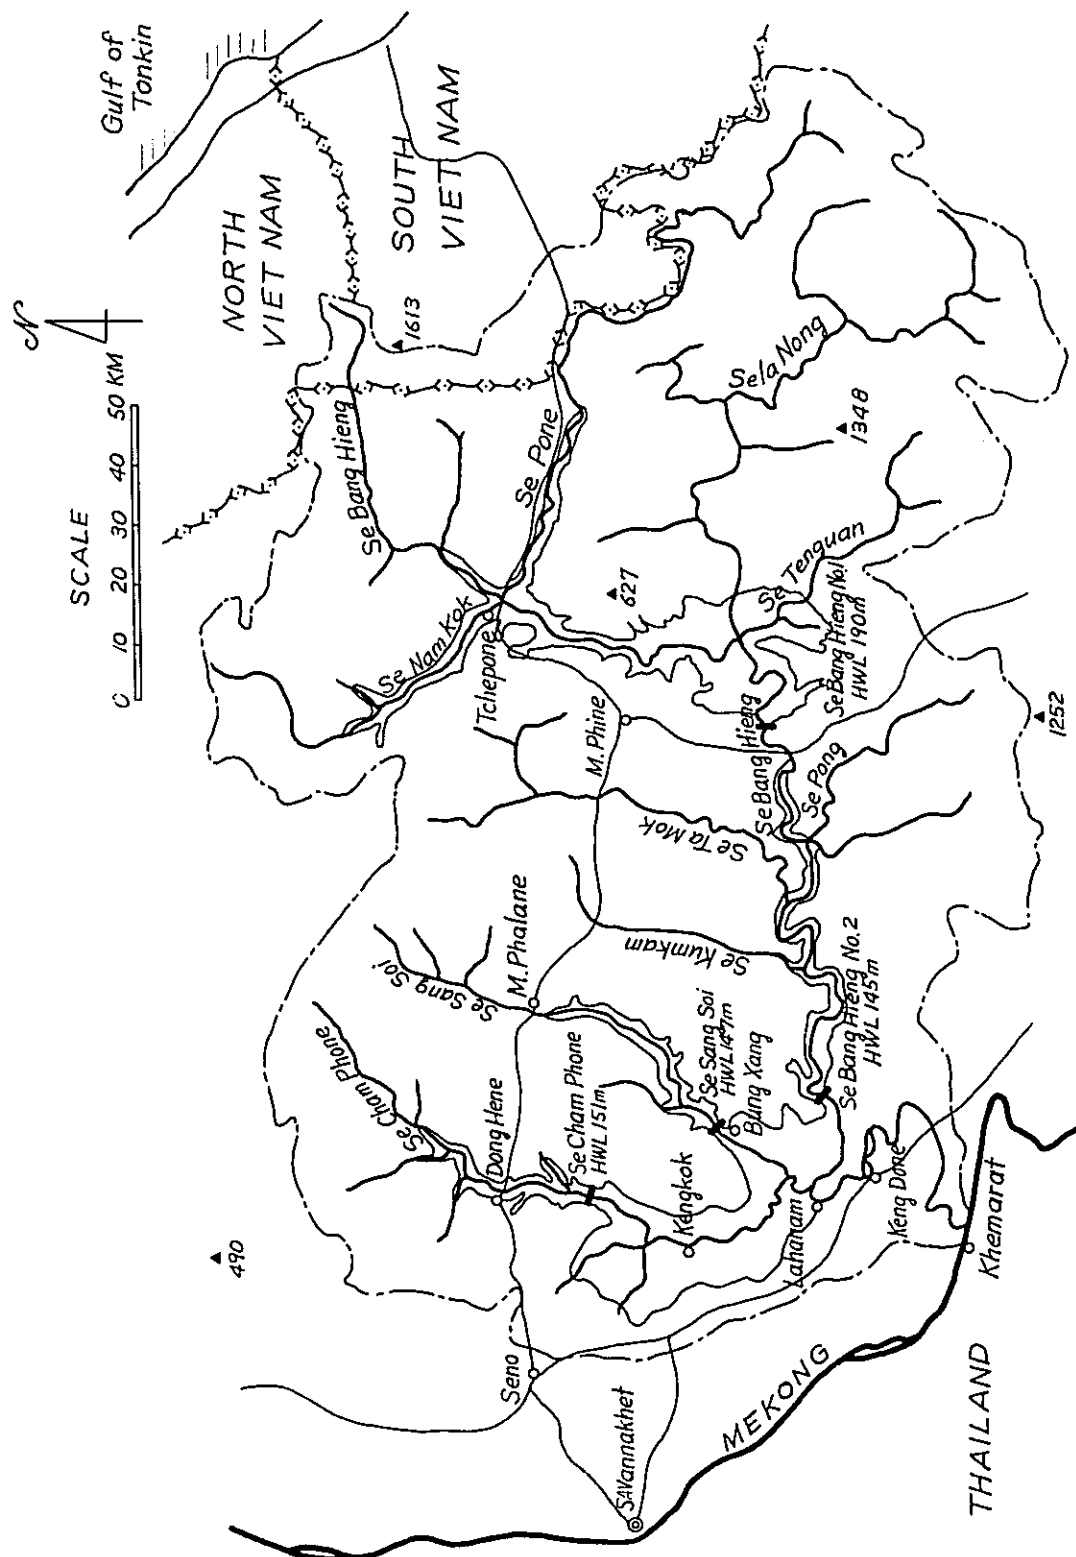 Gulf of
Tonkin
N
SCALE
0 10 20 30 40 50 KM
NORTH
VIET NAM
SOUTH
VIET NAM
1613
Se Bang Hieng
Se Nam Kok
Se Pone
Tchepone
627
Sela Nong
1348
Se Tenguan
Se Bang Hieng No.1
HWL 190m
M. Phine
Se Bang Hieng
Se Pong
1252
Se Ta Mok
Se Kumkam
Se Bang Hieng No.2
HWL 145m
M. Phalane
Se Sang Soi
Se Sang Soi
HWL 147m
Bung Xang
Se Cham Phone
Dong Hene
Se Cham Phone
HWL 151m
Kengkok
Lahanam
Keng Done
Khemarat
490
Seno
SAVannakhet
MEKONG
THAILAND